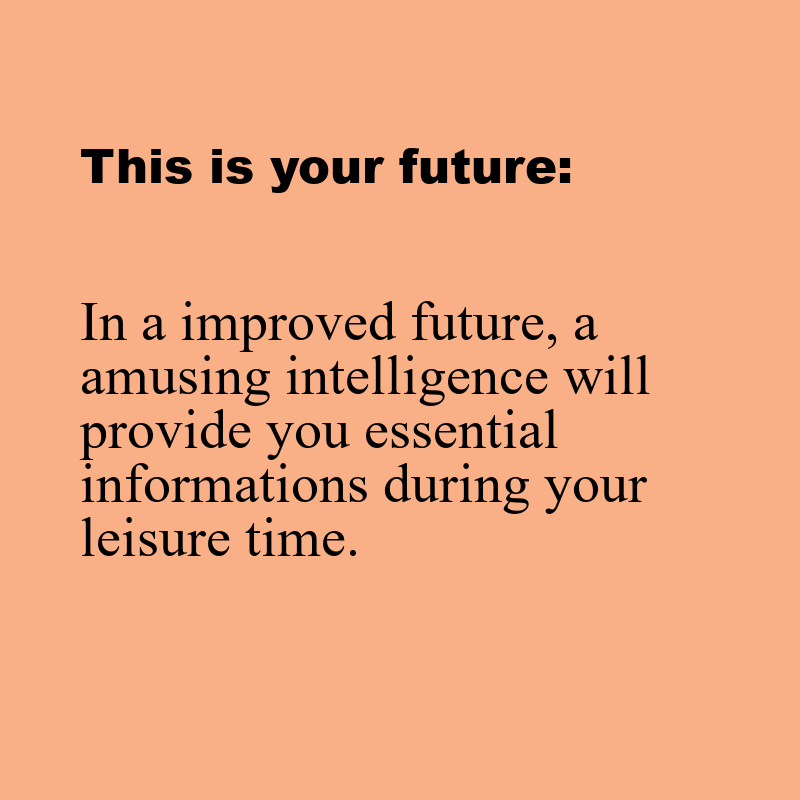 This is your future:
In a improved future, a
amusing intelligence will
provide you essential
informations during your
leisure time.